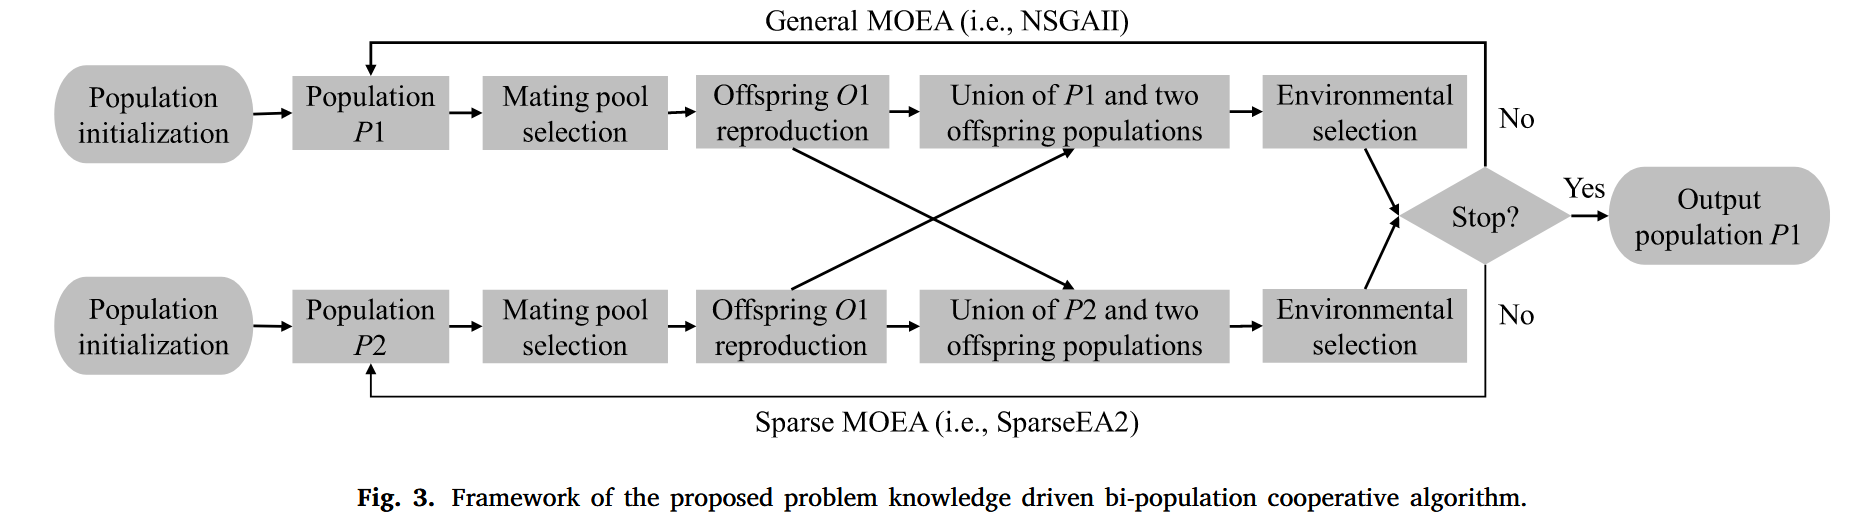 General MOEA (i.e., NSGAII)
Population
initialization
Population
P1
Mating pool
selection
Offspring O1
reproduction
Union of P1 and two
offspring populations
Environmental
selection
No
Stop?
Yes
Output
population P1
Population
initialization
Population
P2
Mating pool
selection
Offspring O1
reproduction
Union of P2 and two
offspring populations
Environmental
selection
No
Sparse MOEA (i.e., SparseEA2)
Fig. 3. Framework of the proposed problem knowledge driven bi-population cooperative algorithm.